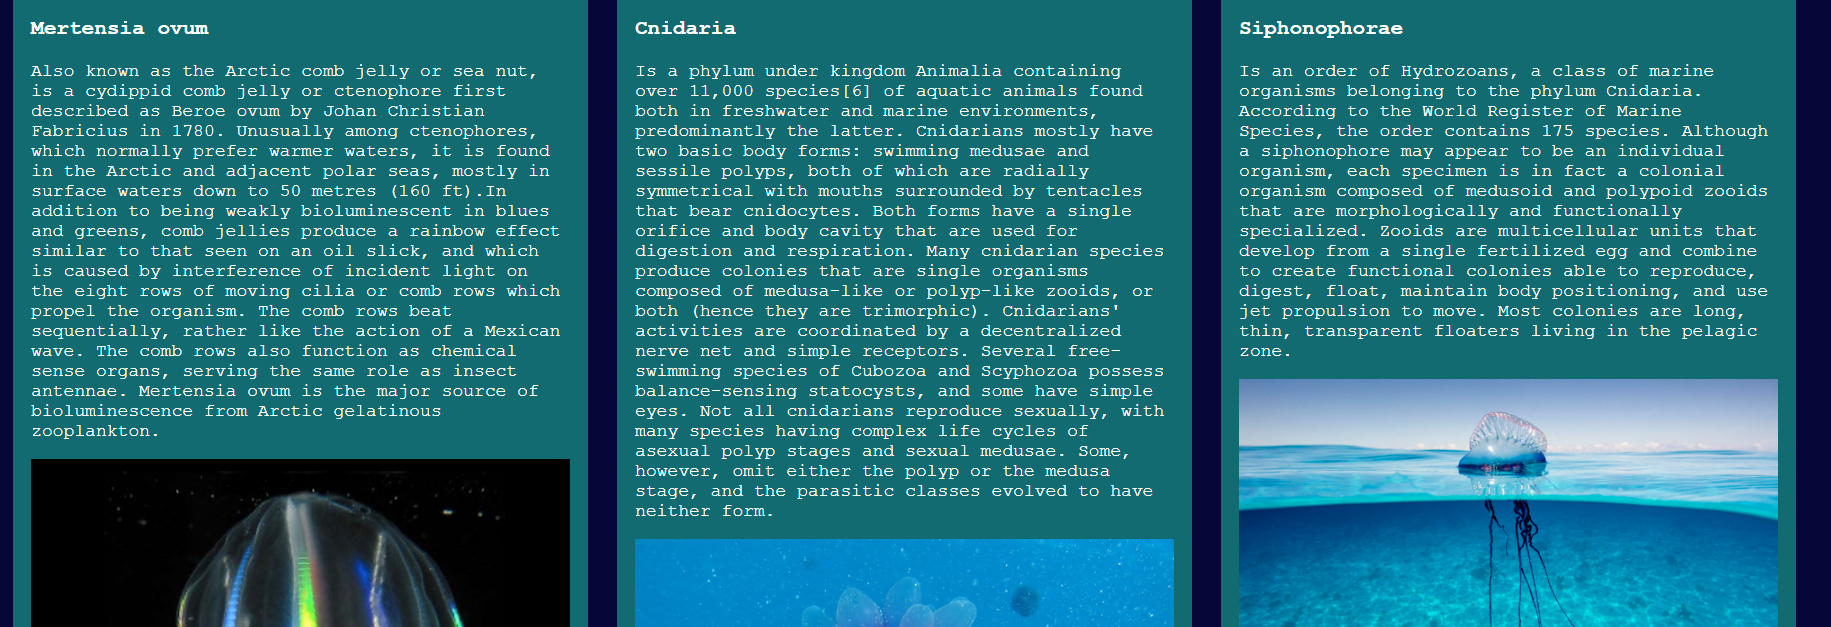 Mertensia ovum
Also known as the Arctic comb jelly or sea nut,
is a cydippid comb jelly or ctenophore first
described as Beroe ovum by Johan Christian
Fabricius in 1780. Unusually among ctenophores,
which normally prefer warmer waters, it is found
in the Arctic and adjacent polar seas, mostly in
surface waters down to 50 metres (160 ft).In
addition to being weakly bioluminescent in blues
and greens, comb jellies produce a rainbow effect
similar to that seen on an oil slick, and which
is caused by interference of incident light on
the eight rows of moving cilia or comb rows which
propel the organism. The comb rows beat
sequentially, rather like the action of a Mexican
wave. The comb rows also function as chemical
sense organs, serving the same role as insect
antennae. Mertensia ovum is the major source of
bioluminescence from Arctic gelatinous
zooplankton.
Cnidaria
Is a phylum under kingdom Animalia containing
over 11,000 species[6] of aquatic animals found
both in freshwater and marine environments,
predominantly the latter. Cnidarians mostly have
two basic body forms: swimming medusae and
sessile polyps, both of which are radially
symmetrical with mouths surrounded by tentacles
that bear cnidocytes. Both forms have a single
orifice and body cavity that are used for
digestion and respiration. Many cnidarian species
produce colonies that are single organisms
composed of medusa-like or polyp-like zooids, or
both (hence they are trimorphic). Cnidarians'
activities are coordinated by a decentralized
nerve net and simple receptors. Several free-
swimming species of Cubozoa and Scyphozoa possess
balance-sensing statocysts, and some have simple
eyes. Not all cnidarians reproduce sexually, with
many species having complex life cycles of
asexual polyp stages and sexual medusae. Some,
however, omit either the polyp or the medusa
stage, and the parasitic classes evolved to have
neither form.
Siphonophorae
Is an order of Hydrozoans, a class of marine
organisms belonging to the phylum Cnidaria.
According to the World Register of Marine
Species, the order contains 175 species. Although
a siphonophore may appear to be an individual
organism, each specimen is in fact a colonial
organism composed of medusoid and polypoid zooids
that are morphologically and functionally
specialized. Zooids are multicellular units that
develop from a single fertilized egg and combine
to create functional colonies able to reproduce,
digest, float, maintain body positioning, and use
jet propulsion to move. Most colonies are long,
thin, transparent floaters living in the pelagic
zone.